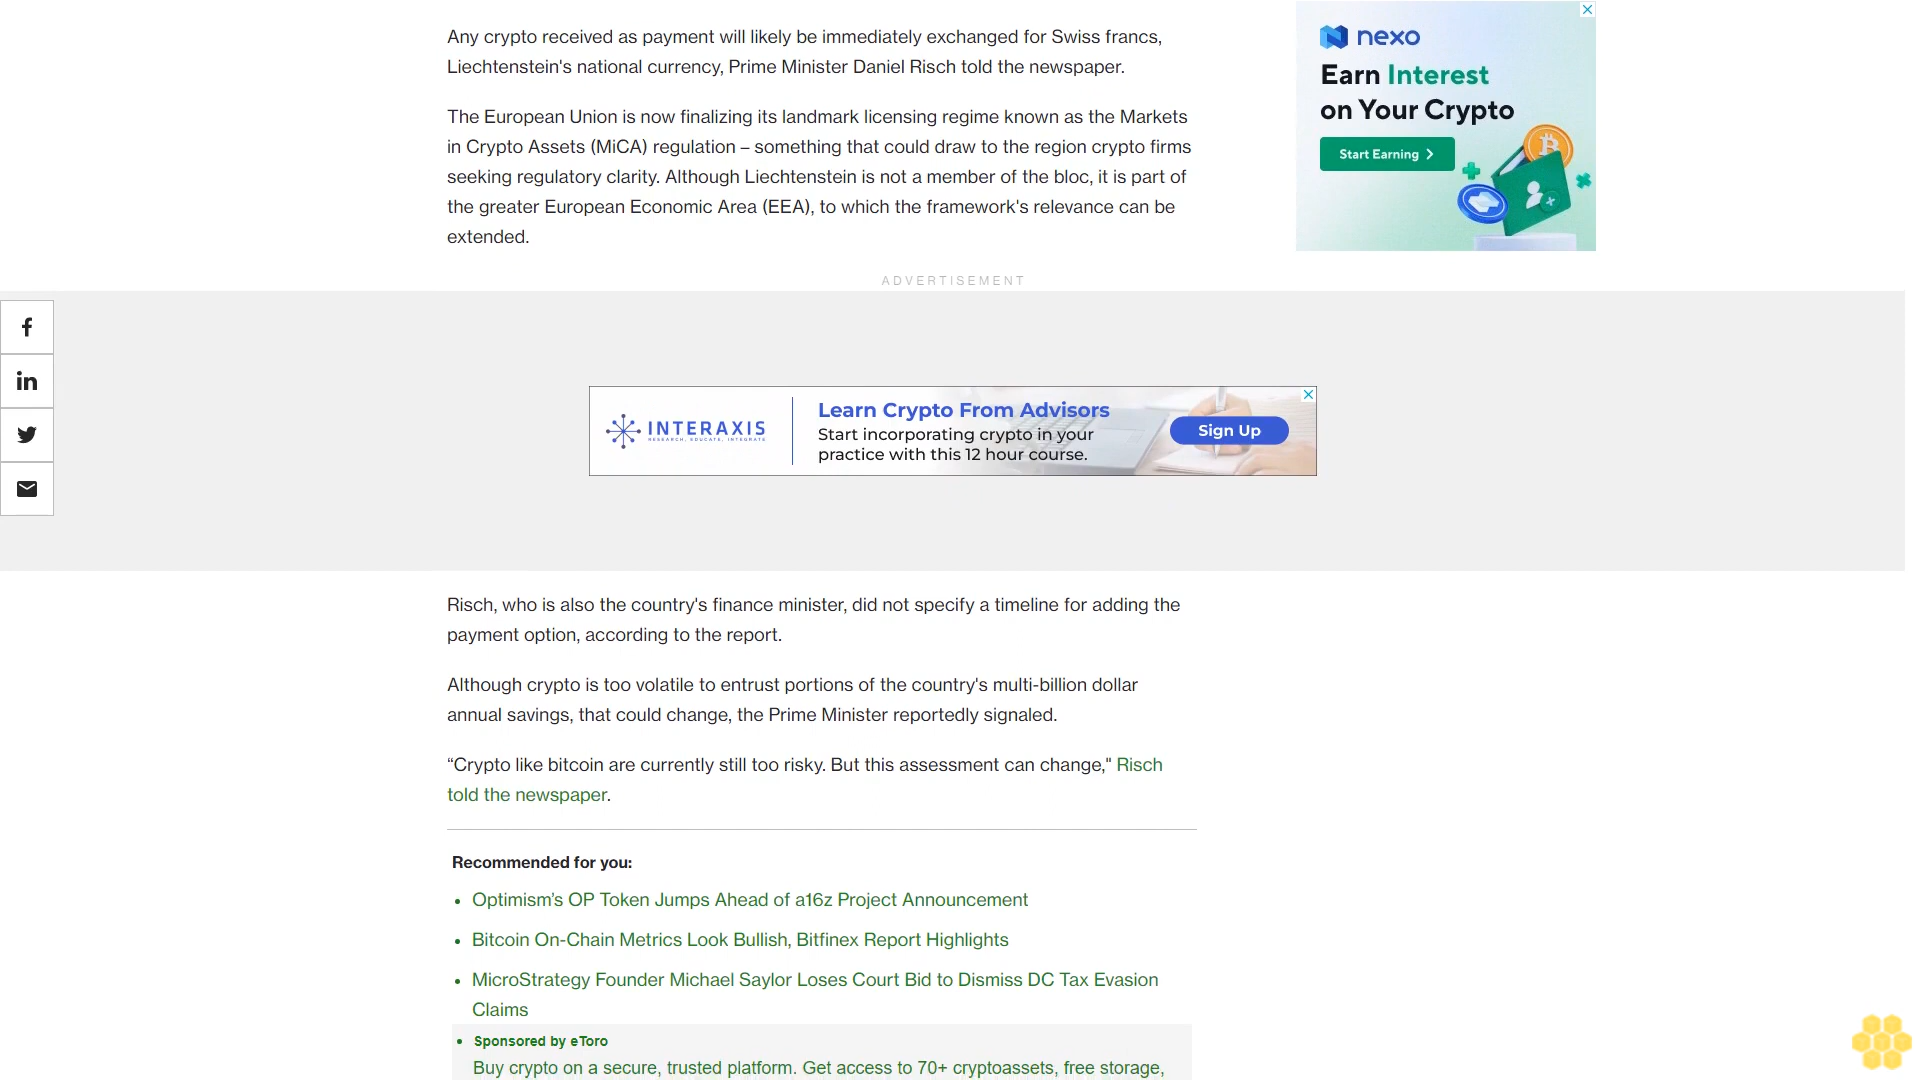 Any crypto received as payment will likely be immediately exchanged for Swiss francs,
Liechtenstein's national currency, Prime Minister Daniel Risch told the newspaper.
The European Union is now finalizing its landmark licensing regime known as the Markets
in Crypto Assets (MiCA) regulation – something that could draw to the region crypto firms
seeking regulatory clarity. Although Liechtenstein is not a member of the bloc, it is part of
the greater European Economic Area (EEA), to which the framework's relevance can be
extended.
nexo
Earn Interest
on Your Crypto
Start Earning
ADVERTISEMENT
INTERAXIS
RESEARCH, EDUCATE, INTEGRATE
Learn Crypto From Advisors
Start incorporating crypto in your
practice with this 12 hour course.
Sign Up
Risch, who is also the country's finance minister, did not specify a timeline for adding the
payment option, according to the report.
Although crypto is too volatile to entrust portions of the country's multi-billion dollar
annual savings, that could change, the Prime Minister reportedly signaled.
“Crypto like bitcoin are currently still too risky. But this assessment can change," Risch
told the newspaper.
Recommended for you:
• Optimism’s OP Token Jumps Ahead of a16z Project Announcement
• Bitcoin On-Chain Metrics Look Bullish, Bitfinex Report Highlights
• MicroStrategy Founder Michael Saylor Loses Court Bid to Dismiss DC Tax Evasion
Claims
• Sponsored by eToro
Buy crypto on a secure, trusted platform. Get access to 70+ cryptoassets, free storage,